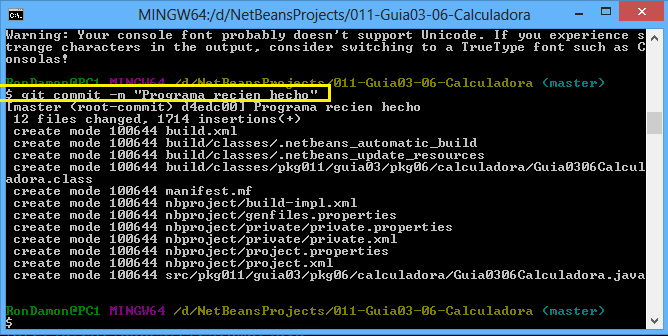 MINGW64:/d/NetBeansProjects/011-Guia03-06-Calculadora
Warning: Your console font probably doesn't support Unicode. If you experience s
trange characters in the output, consider switching to a TrueType font such as C
onsolas!
RonDamon@PC1 MINGW64 /d/NetBeansProjects/011-Guia03-06-Calculadora (master)
$ git commit -m "Programa recien hecho"
[master (root-commit) d4edc00] Programa recien hecho
12 files changed, 1714 insertions(+)
create mode 100644 build.xml
create mode 100644 build/classes/.netbeans_automatic_build
create mode 100644 build/classes/.netbeans_update_resources
create mode 100644 build/classes/pkg011/guia03/pkg06/calculadora/Guia0306Calcul
adora.class
create mode 100644 manifest.mf
create mode 100644 nbproject/build-impl.xml
create mode 100644 nbproject/genfiles.properties
create mode 100644 nbproject/private/private.properties
create mode 100644 nbproject/private/private.xml
create mode 100644 nbproject/project.properties
create mode 100644 nbproject/project.xml
create mode 100644 src/pkg011/guia03/pkg06/calculadora/Guia0306Calculadora.java
RonDamon@PC1 MINGW64 /d/NetBeansProjects/011-Guia03-06-Calculadora (master)
$